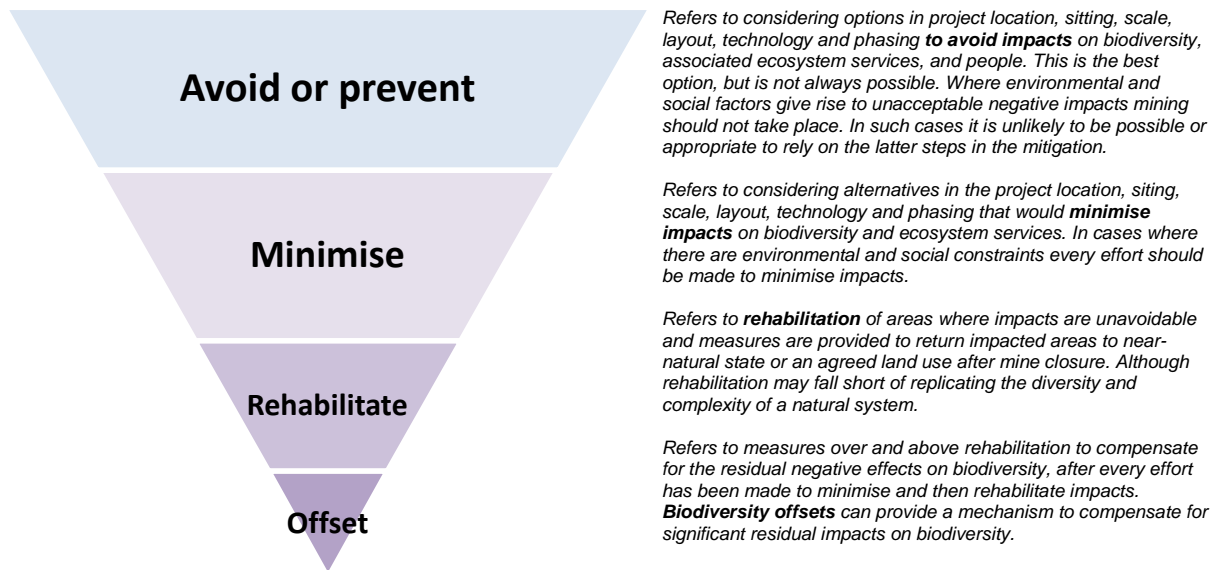 Avoid or prevent
Refers to considering options in project location, sitting, scale,
layout, technology and phasing to avoid impacts on biodiversity,
associated ecosystem services, and people. This is the best
option, but is not always possible. Where environmental and
social factors give rise to unacceptable negative impacts mining
should not take place. In such cases it is unlikely to be possible or
appropriate to rely on the latter steps in the mitigation.
Minimise
Refers to considering alternatives in the project location, siting,
scale, layout, technology and phasing that would minimise
impacts on biodiversity and ecosystem services. In cases where
there are environmental and social constraints every effort should
be made to minimise impacts.
Rehabilitate
Refers to rehabilitation of areas where impacts are unavoidable
and measures are provided to return impacted areas to near-
natural state or an agreed land use after mine closure. Although
rehabilitation may fall short of replicating the diversity and
complexity of a natural system.
Offset
Refers to measures over and above rehabilitation to compensate
for the residual negative effects on biodiversity, after every effort
has been made to minimise and then rehabilitate impacts.
Biodiversity offsets can provide a mechanism to compensate for
significant residual impacts on biodiversity.